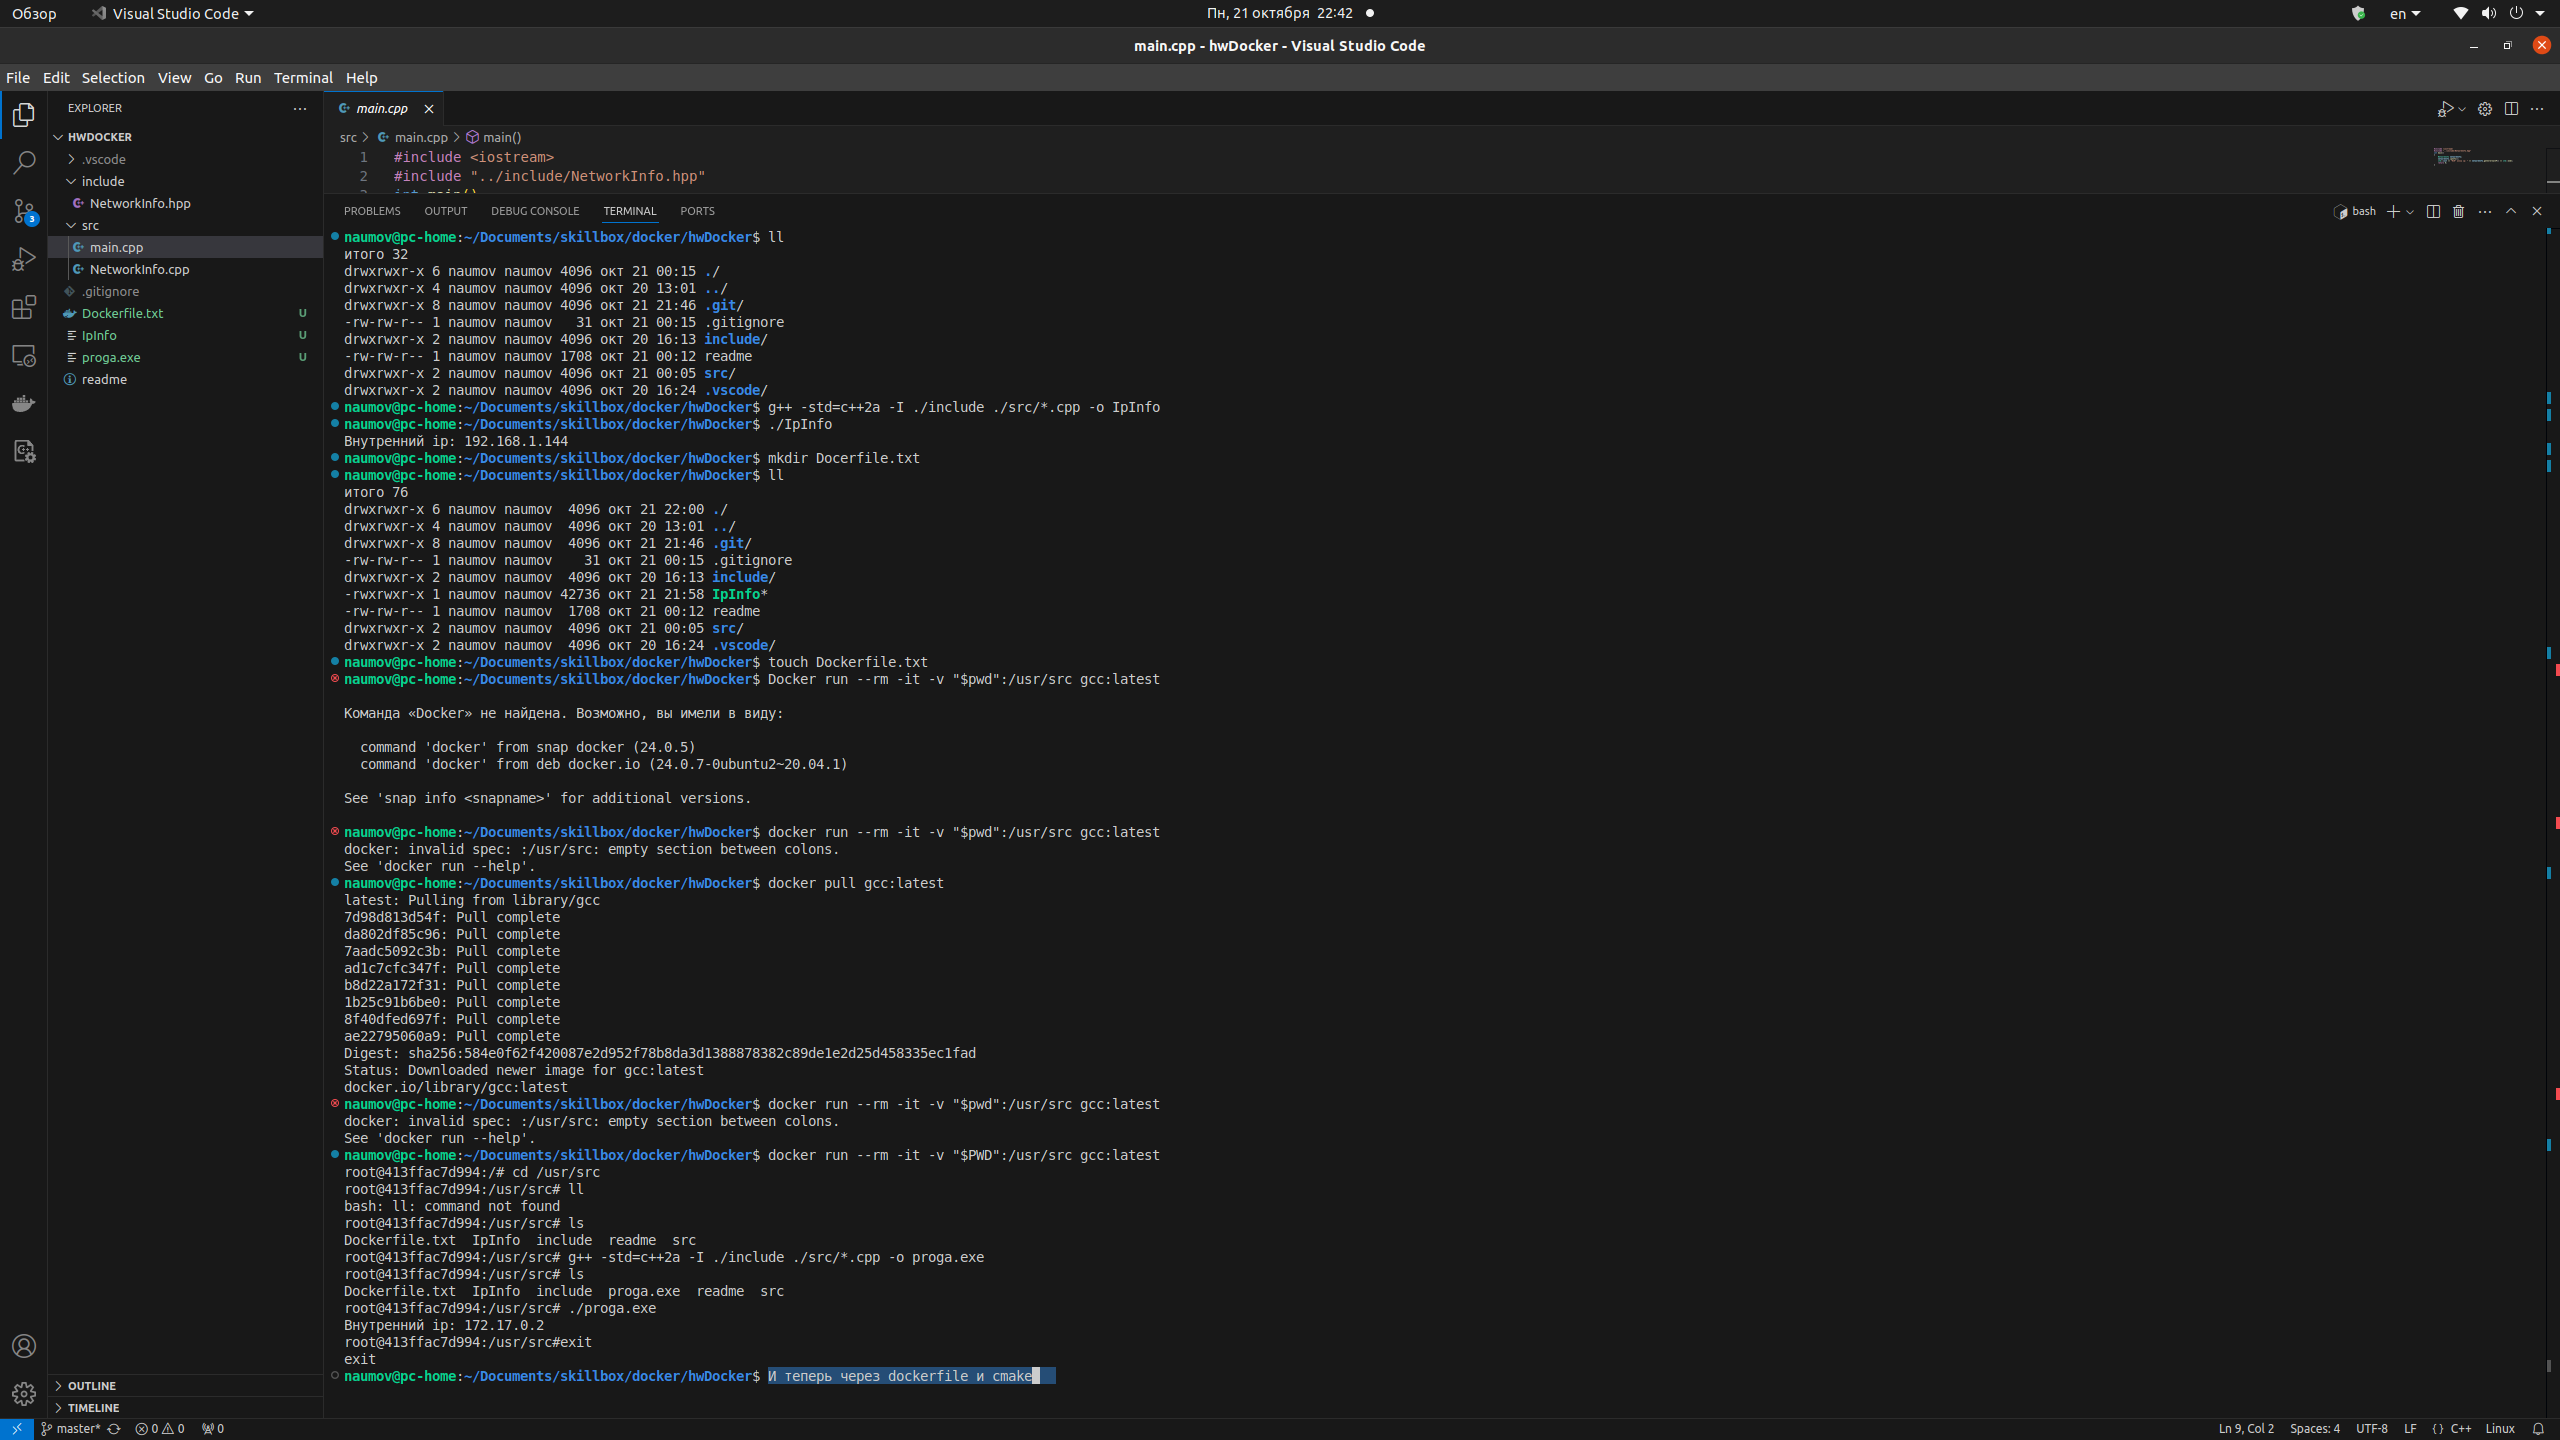 Обзор
Visual Studio Code
Пн, 21 октября 22:42
en
main.cpp - hwDocker - Visual Studio Code
File Edit Selection View Go Run Terminal Help
EXPLORER
HWDOCKER
.vscode
include
NetworkInfo.hpp
src
main.cpp
NetworkInfo.cpp
.gitignore
Dockerfile.txt U
IpInfo U
proga.exe U
readme
OUTLINE
TIMELINE
main.cpp
src > main.cpp > main()
1 #include <iostream>
2 #include "../include/NetworkInfo.hpp"
3 int main()
PROBLEMS OUTPUT DEBUG CONSOLE TERMINAL PORTS
bash
naumov@pc-home:~/Documents/skillbox/docker/hwDocker$ ll
итого 32
drwxrwxr-x 6 naumov naumov 4096 окт 21 00:15 ./
drwxrwxr-x 4 naumov naumov 4096 окт 20 13:01 ../
drwxrwxr-x 8 naumov naumov 4096 окт 21 21:46 .git/
-rw-rw-r-- 1 naumov naumov   31 окт 21 00:15 .gitignore
drwxrwxr-x 2 naumov naumov 4096 окт 20 16:13 include/
-rw-rw-r-- 1 naumov naumov 1708 окт 21 00:12 readme
drwxrwxr-x 2 naumov naumov 4096 окт 21 00:05 src/
drwxrwxr-x 2 naumov naumov 4096 окт 20 16:24 .vscode/
naumov@pc-home:~/Documents/skillbox/docker/hwDocker$ g++ -std=c++2a -I ./include ./src/*.cpp -o IpInfo
naumov@pc-home:~/Documents/skillbox/docker/hwDocker$ ./IpInfo
Внутренний ip: 192.168.1.144
naumov@pc-home:~/Documents/skillbox/docker/hwDocker$ mkdir Docerfile.txt
naumov@pc-home:~/Documents/skillbox/docker/hwDocker$ ll
итого 76
drwxrwxr-x 6 naumov naumov  4096 окт 21 22:00 ./
drwxrwxr-x 4 naumov naumov  4096 окт 20 13:01 ../
drwxrwxr-x 8 naumov naumov  4096 окт 21 21:46 .git/
-rw-rw-r-- 1 naumov naumov    31 окт 21 00:15 .gitignore
drwxrwxr-x 2 naumov naumov  4096 окт 20 16:13 include/
-rwxrwxr-x 1 naumov naumov 42736 окт 21 21:58 IpInfo*
-rw-rw-r-- 1 naumov naumov  1708 окт 21 00:12 readme
drwxrwxr-x 2 naumov naumov  4096 окт 21 00:05 src/
drwxrwxr-x 2 naumov naumov  4096 окт 20 16:24 .vscode/
naumov@pc-home:~/Documents/skillbox/docker/hwDocker$ touch Dockerfile.txt
naumov@pc-home:~/Documents/skillbox/docker/hwDocker$ Docker run --rm -it -v "$pwd":/usr/src gcc:latest
Команда «Docker» не найдена. Возможно, вы имели в виду:
command 'docker' from snap docker (24.0.5)
command 'docker' from deb docker.io (24.0.7-0ubuntu2~20.04.1)
See 'snap info <snapname>' for additional versions.
naumov@pc-home:~/Documents/skillbox/docker/hwDocker$ docker run --rm -it -v "$pwd":/usr/src gcc:latest
docker: invalid spec: :/usr/src: empty section between colons.
See 'docker run --help'.
naumov@pc-home:~/Documents/skillbox/docker/hwDocker$ docker pull gcc:latest
latest: Pulling from library/gcc
7d98d813d54f: Pull complete
da802df85c96: Pull complete
7aadc5092c3b: Pull complete
ad1c7cfc347f: Pull complete
b8d22a172f31: Pull complete
1b25c91b6be0: Pull complete
8f40dfed697f: Pull complete
ae22795060a9: Pull complete
Digest: sha256:584e0f62f420087e2d952f78b8da3d1388878382c89de1e2d25d458335ec1fad
Status: Downloaded newer image for gcc:latest
docker.io/library/gcc:latest
naumov@pc-home:~/Documents/skillbox/docker/hwDocker$ docker run --rm -it -v "$pwd":/usr/src gcc:latest
docker: invalid spec: :/usr/src: empty section between colons.
See 'docker run --help'.
naumov@pc-home:~/Documents/skillbox/docker/hwDocker$ docker run --rm -it -v "$PWD":/usr/src gcc:latest
root@413ffac7d994:/# cd /usr/src
root@413ffac7d994:/usr/src# ll
bash: ll: command not found
root@413ffac7d994:/usr/src# ls
Dockerfile.txt  IpInfo  include  readme  src
root@413ffac7d994:/usr/src# g++ -std=c++2a -I ./include ./src/*.cpp -o proga.exe
root@413ffac7d994:/usr/src# ls
Dockerfile.txt  IpInfo  include  proga.exe  readme  src
root@413ffac7d994:/usr/src# ./proga.exe
Внутренний ip: 172.17.0.2
root@413ffac7d994:/usr/src#exit
exit
naumov@pc-home:~/Documents/skillbox/docker/hwDocker$ И теперь через dockerfile и cmake
3
master* 0 0 0
Ln 9, Col 2 Spaces: 4 UTF-8 LF {} C++ Linux